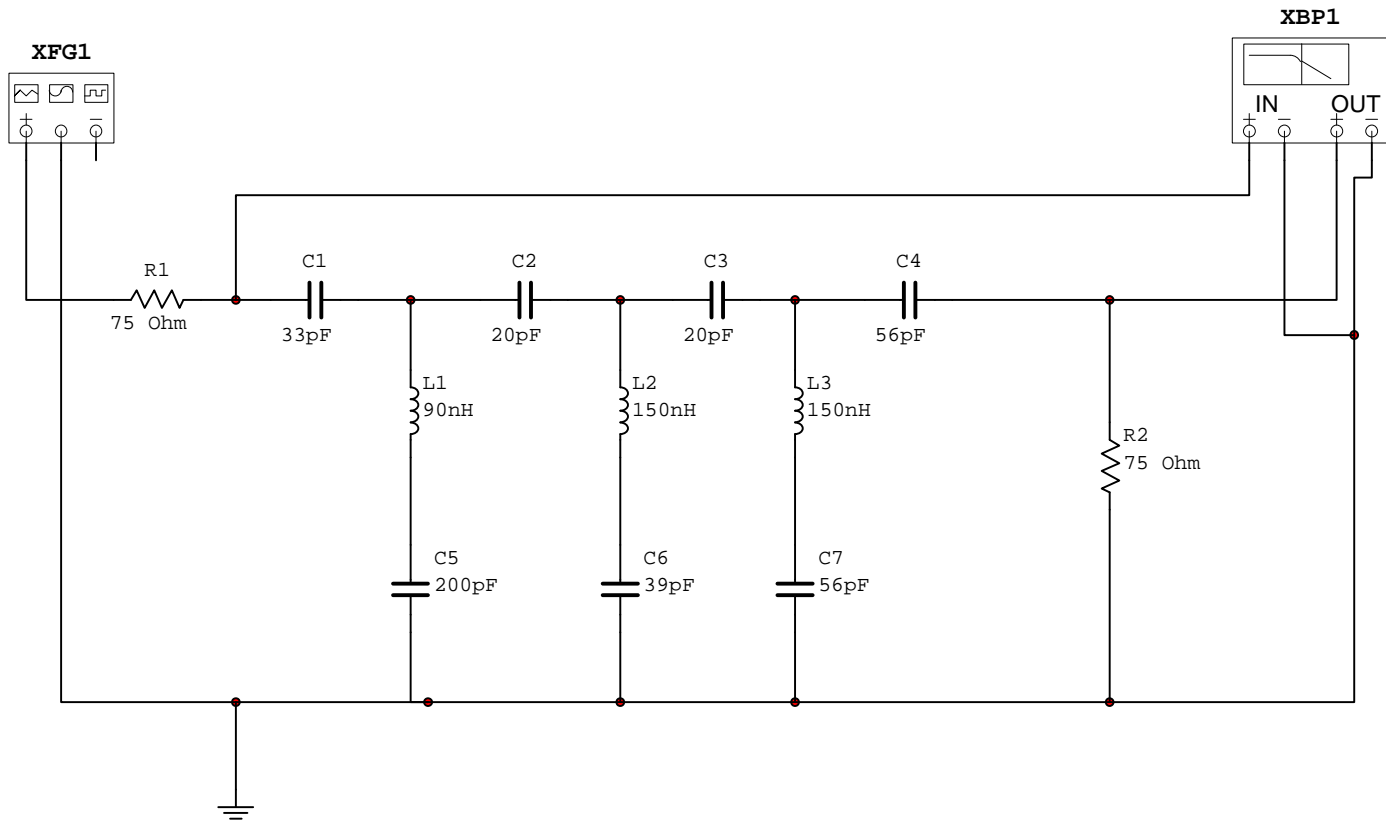 XBP1
XFG1
IN OUT
+ − + −
+ −
R1
75 Ohm
C1
33pF
C2
20pF
C3
20pF
C4
56pF
L1
90nH
L2
150nH
L3
150nH
R2
75 Ohm
C5
200pF
C6
39pF
C7
56pF